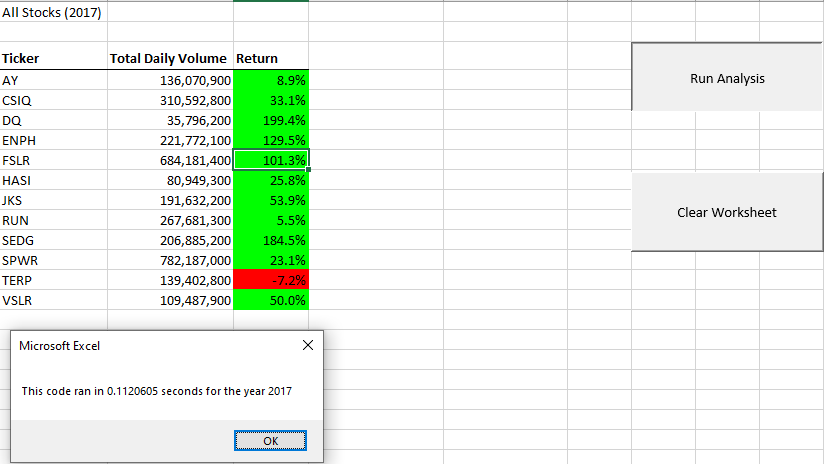 All Stocks (2017)
Ticker Total Daily Volume Return
AY 136,070,900 8.9%
CSIQ 310,592,800 33.1%
DQ 35,796,200 199.4%
ENPH 221,772,100 129.5%
FSLR 684,181,400 101.3%
HASI 80,949,300 25.8%
JKS 191,632,200 53.9%
RUN 267,681,300 5.5%
SEDG 206,885,200 184.5%
SPWR 782,187,000 23.1%
TERP 139,402,800 -7.2%
VSLR 109,487,900 50.0%
Run Analysis
Clear Worksheet
Microsoft Excel
This code ran in 0.1120605 seconds for the year 2017
OK